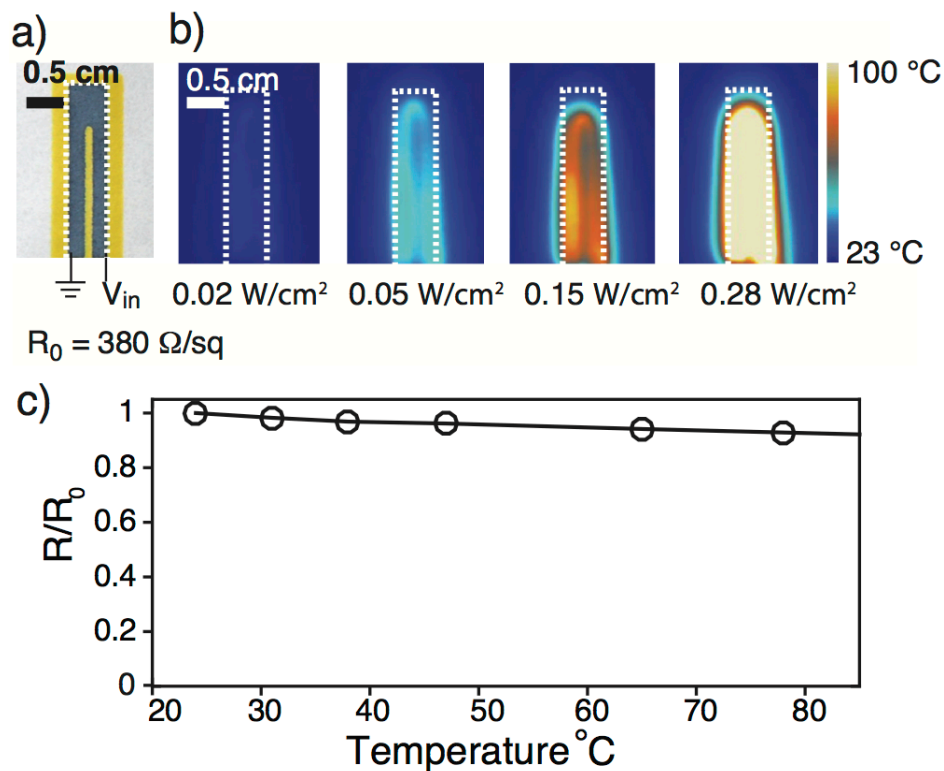 a)
0.5 cm
V_in
R_0 = 380 Ω/sq
b)
0.5 cm
100 °C
23 °C
0.02 W/cm²
0.05 W/cm²
0.15 W/cm²
0.28 W/cm²
c)
R/R_0
1
0.8
0.6
0.4
0.2
0
20 30 40 50 60 70 80
Temperature °C